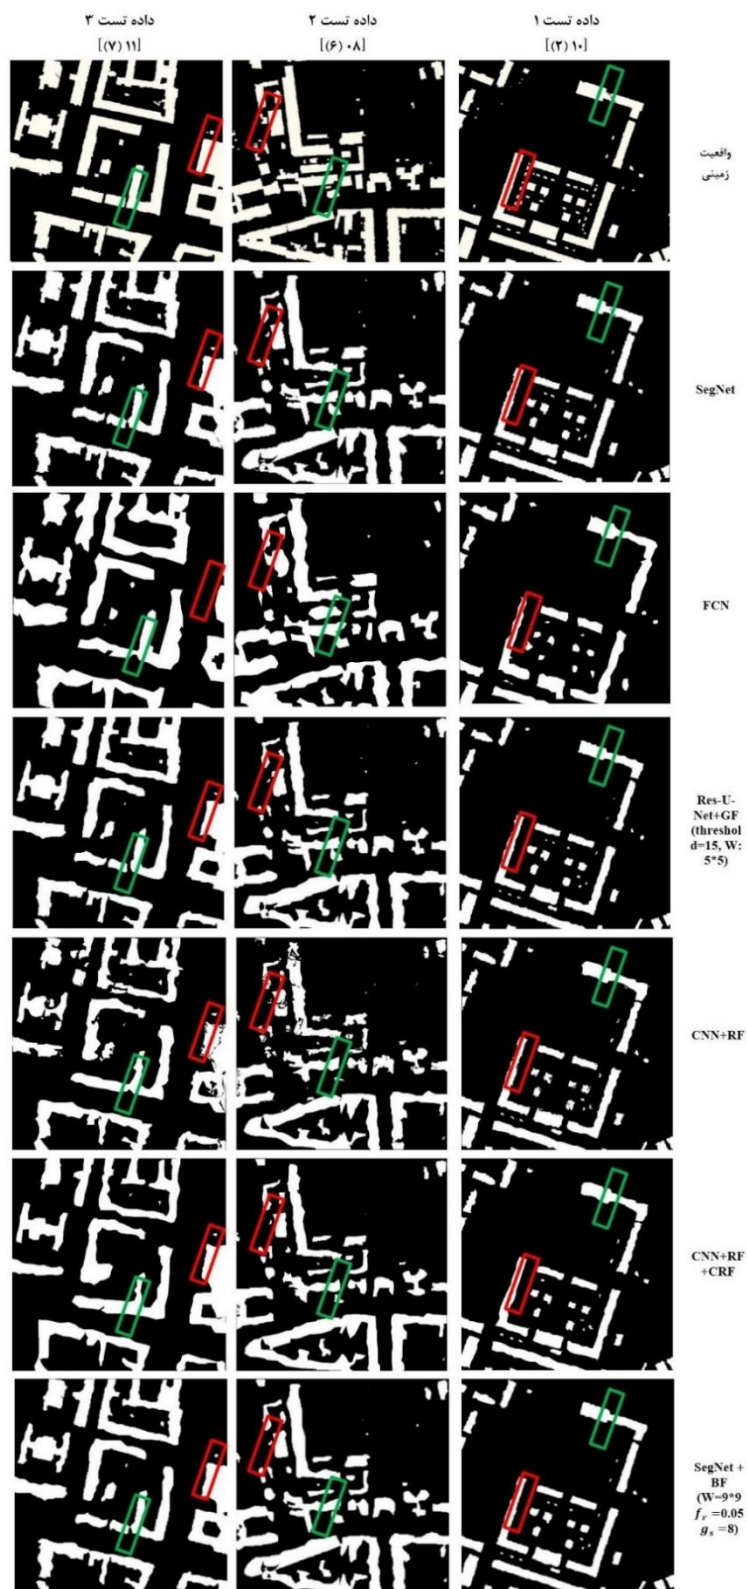 داده تست ۱
داده تست ۲
داده تست ۳
[(۲) ۱۰]
[(۶) ۰۸]
[(۷) ۱۱]
واقعیت
زمینی
SegNet
FCN
Res-U-
Net+GF
(threshol
d=15, W:
5*5)
CNN+RF
CNN+RF
+CRF
SegNet +
BF
(W=9*9
f_r =0.05
g_s =8)